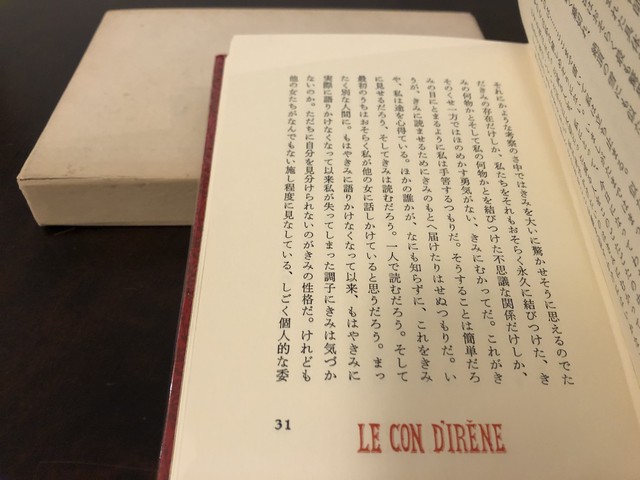 それにかような考察のさ中ではきみを大いに驚かせそうに思えるのでた
だきみの存在だけしか、私たちをそれもおそらく永久に結びつけた、き
みの何物かとそして私の何物かとを結びつけた不思議な関係だけしか、
そのくせ一方ではほのめかす勇気がない、きみにむかってだ。これがき
みの目にとまるように私は手筈するつもりだ。そうすることは簡単だろ
うが、きみに読ませるためにきみのもとへ届けたりはせぬつもりだ。い
や、私は違を心得ている。ほかの誰かが、なにも知らずに、これをきみ
に見せるだろう、そしてきみは読むだろう。一人で読むだろう。そして
最初のうちはおそらく私が他の女に話しかけていると思うだろう。まっ
たく別な人間に。もはやきみに語りかけなくなって以来、もはやきみに
実際に語りかけなくなって以来私が失ってしまった調子にきみは気づか
ないのか。ただちに自分を見分けられないのがきみの性格だ。けれども
他の女たちがなんでもない施し程度に見なしている、しごく個人的な委
31
LE CON D'IRÈNE